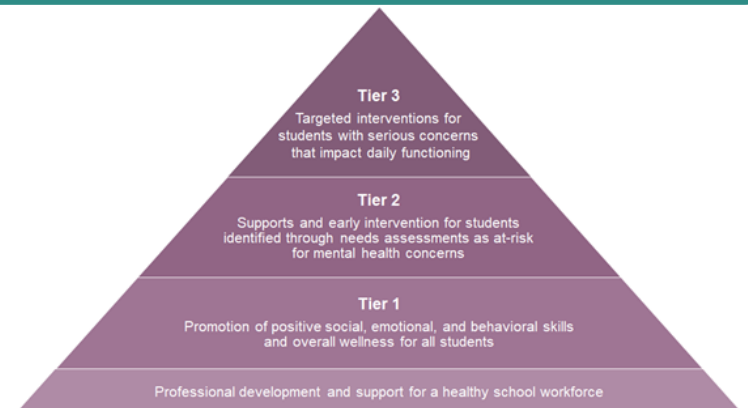 Tier 3
Targeted interventions for
students with serious concerns
that impact daily functioning
Tier 2
Supports and early intervention for students
identified through needs assessments as at-risk
for mental health concerns
Tier 1
Promotion of positive social, emotional, and behavioral skills
and overall wellness for all students
Professional development and support for a healthy school workforce